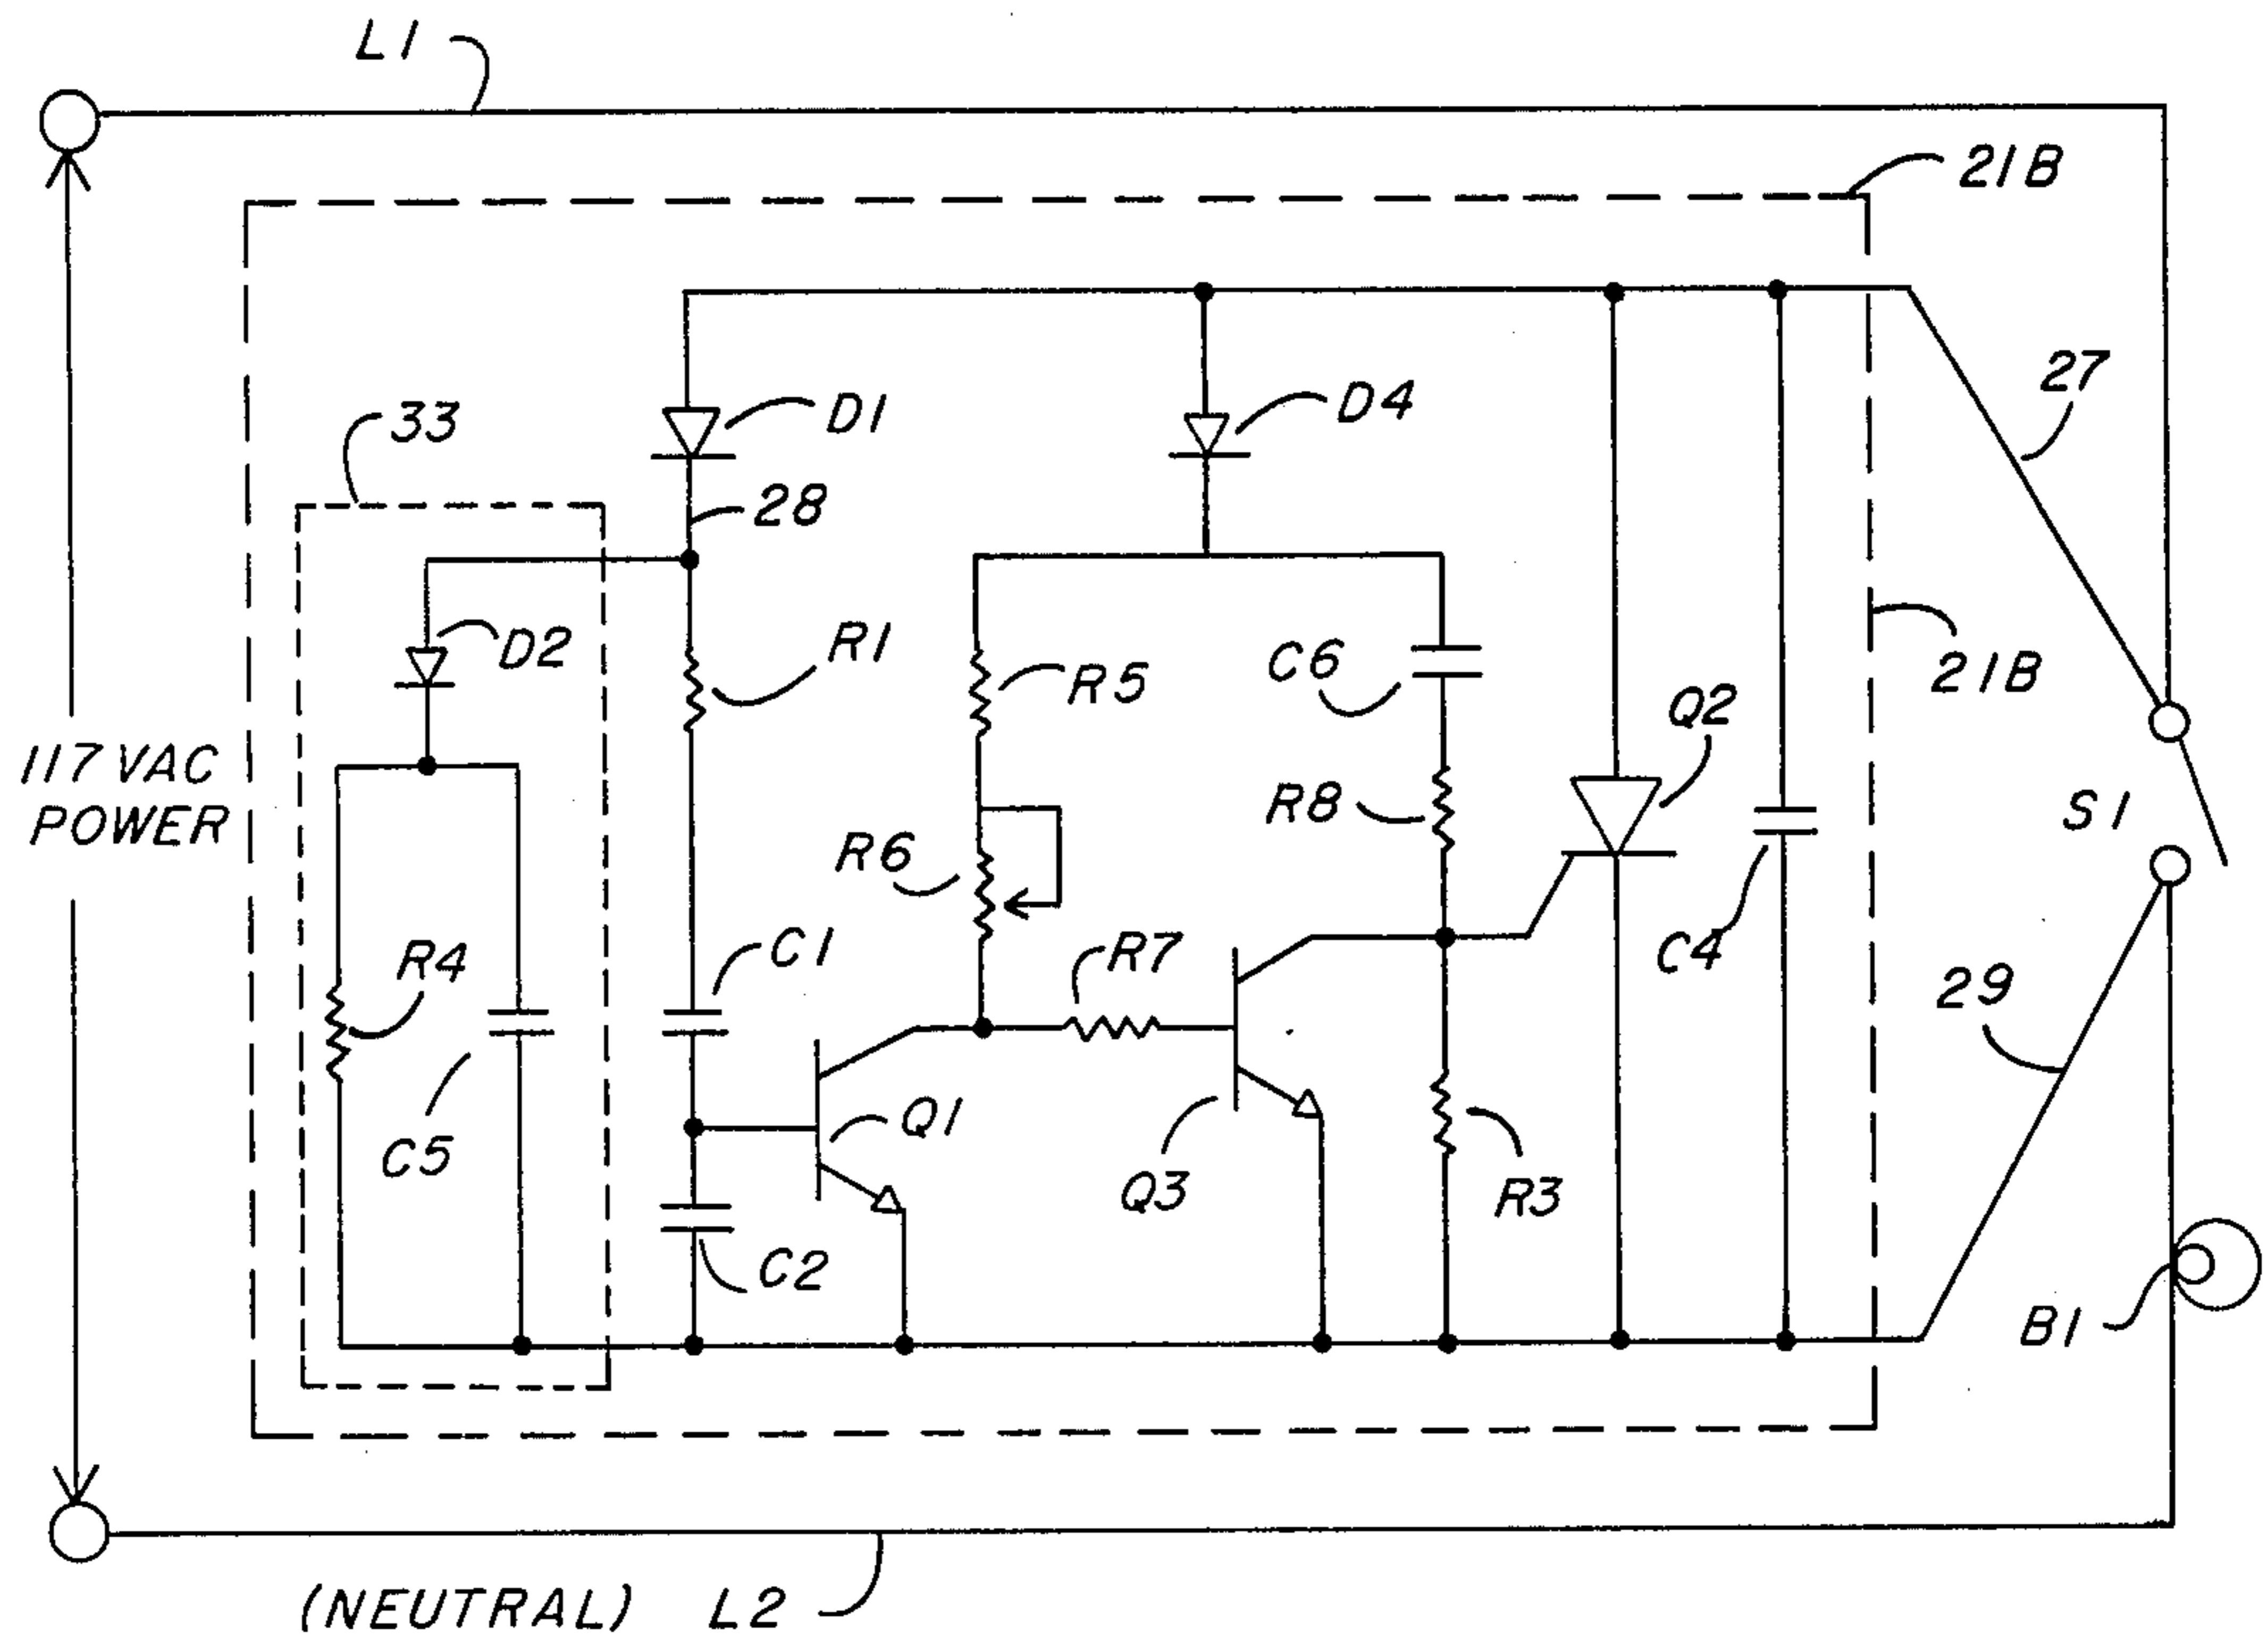 L1
21B
27
D1
D4
33
28
D2
R1
R5
C6
Q2
21B
117 VAC
POWER
R6
R8
S1
R4
C1
R7
C4
29
C5
Q1
Q3
R3
C2
B1
(NEUTRAL) L2